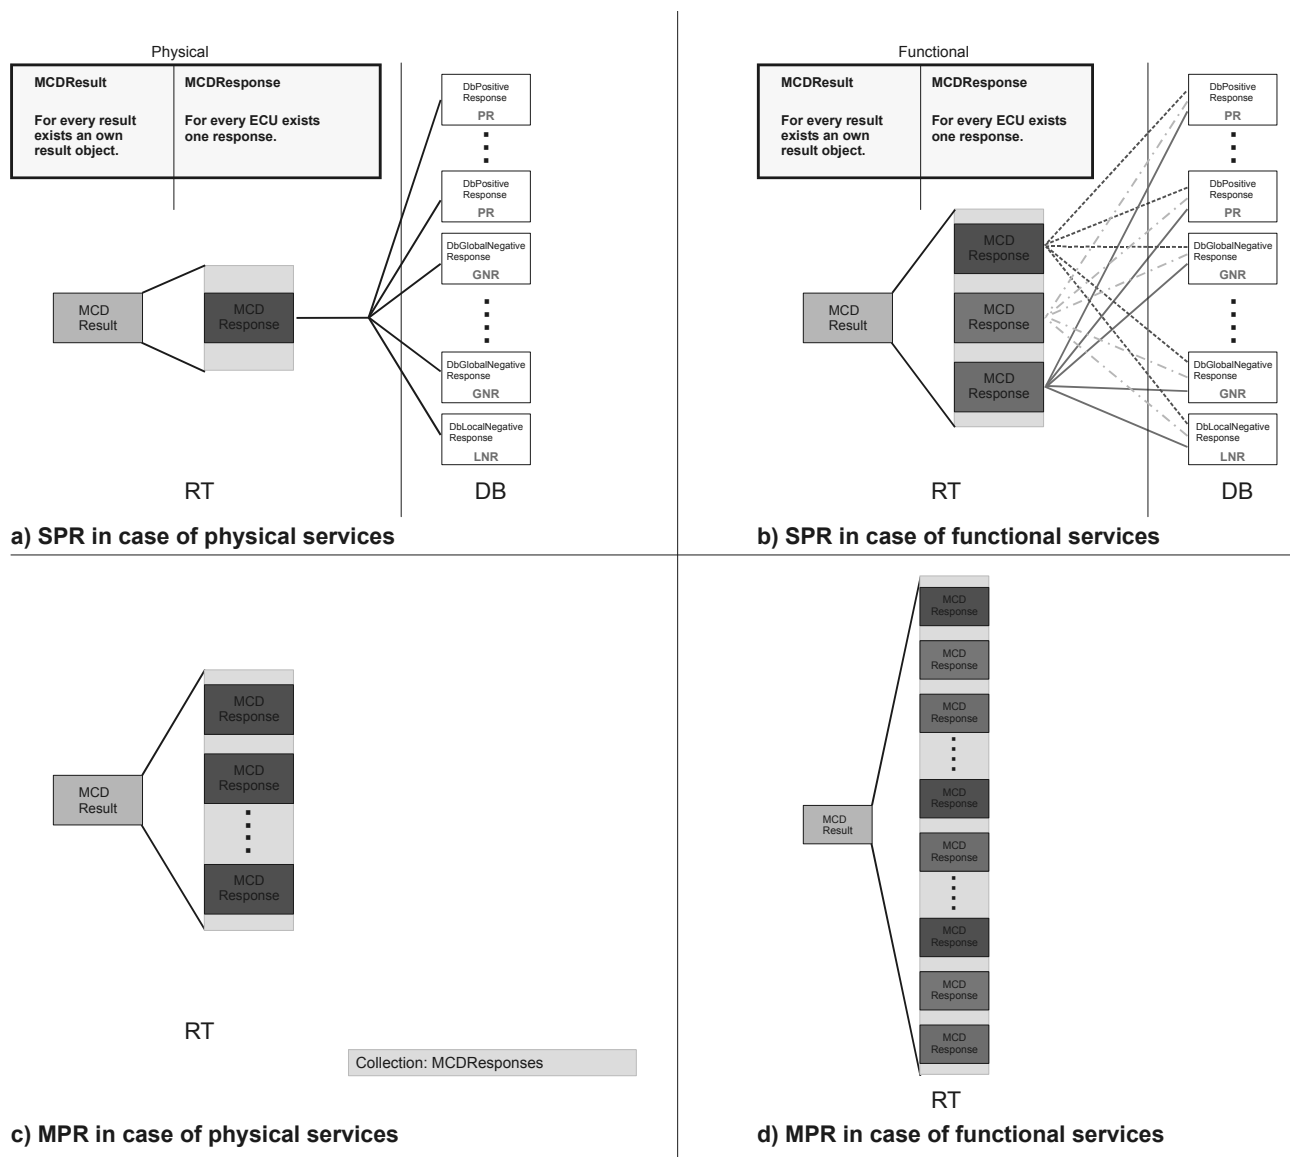 Physical
MCDResult
MCDResponse
For every result
exists an own
result object.
For every ECU exists
one response.
DbPositive
Response
PR
DbPositive
Response
PR
DbGlobalNegative
Response
GNR
MCD
Result
MCD
Response
DbGlobalNegative
Response
GNR
DbLocalNegative
Response
LNR
RT
DB
a) SPR in case of physical services
Functional
MCDResult
MCDResponse
For every result
exists an own
result object.
For every ECU exists
one response.
DbPositive
Response
PR
DbPositive
Response
PR
MCD
Response
DbGlobalNegative
Response
GNR
MCD
Result
MCD
Response
MCD
Response
DbGlobalNegative
Response
GNR
DbLocalNegative
Response
LNR
RT
DB
b) SPR in case of functional services
MCD
Response
MCD
Response
MCD
Result
MCD
Response
RT
Collection: MCDResponses
c) MPR in case of physical services
MCD
Response
MCD
Response
MCD
Response
MCD
Response
MCD
Result
MCD
Response
MCD
Response
MCD
Response
MCD
Response
RT
d) MPR in case of functional services